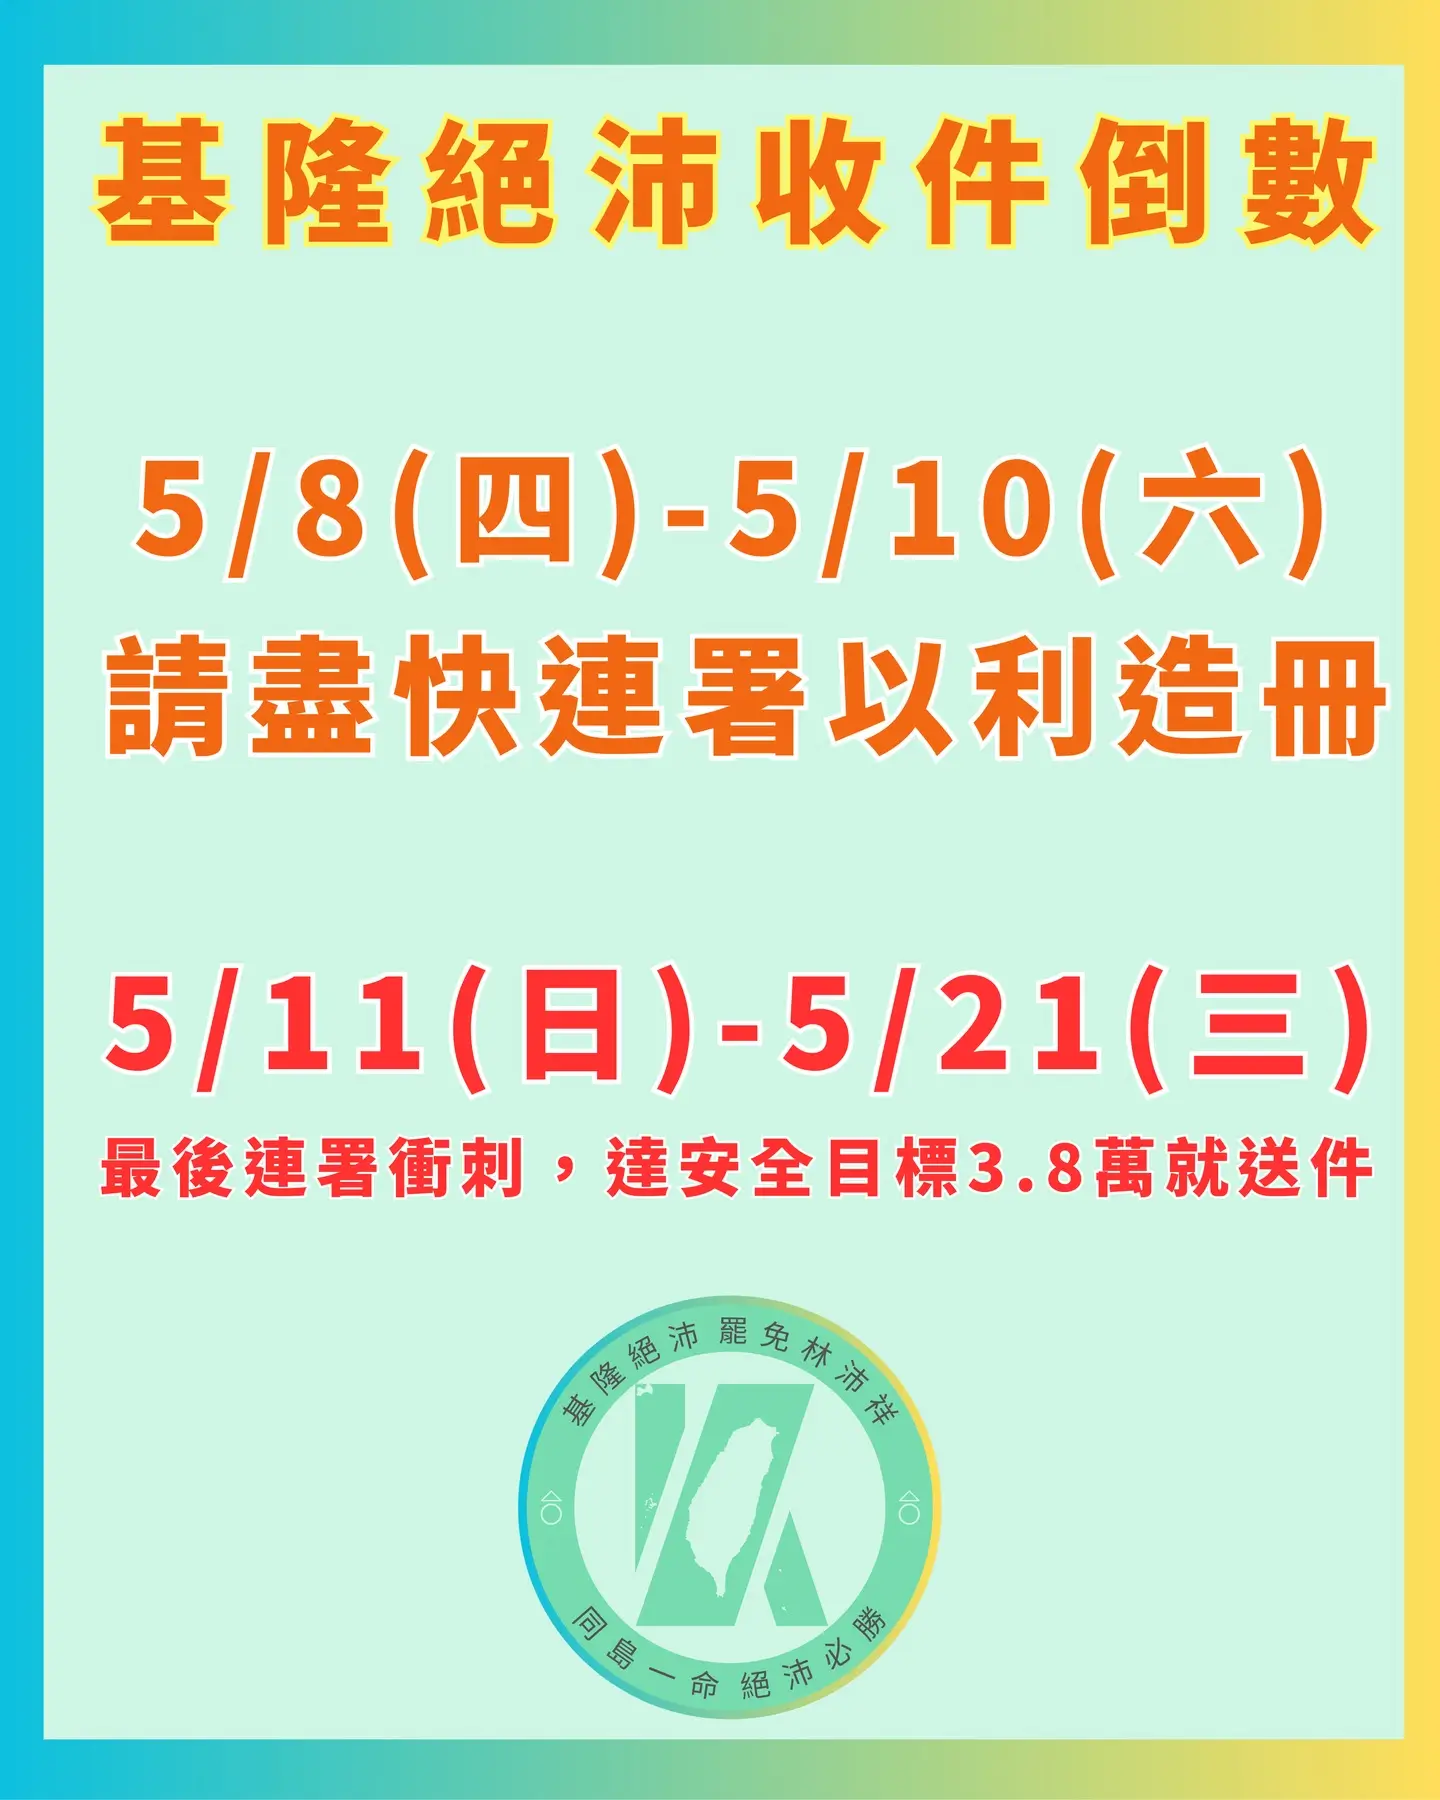 基隆絕沛收件倒數
5/8(四)-5/10(六)
請盡快連署以利造冊
5/11(日)-5/21(三)
最後連署衝刺，達安全目標3.8萬就送件
基隆絕沛 罷免林沛祥
同島一命 絕沛必勝